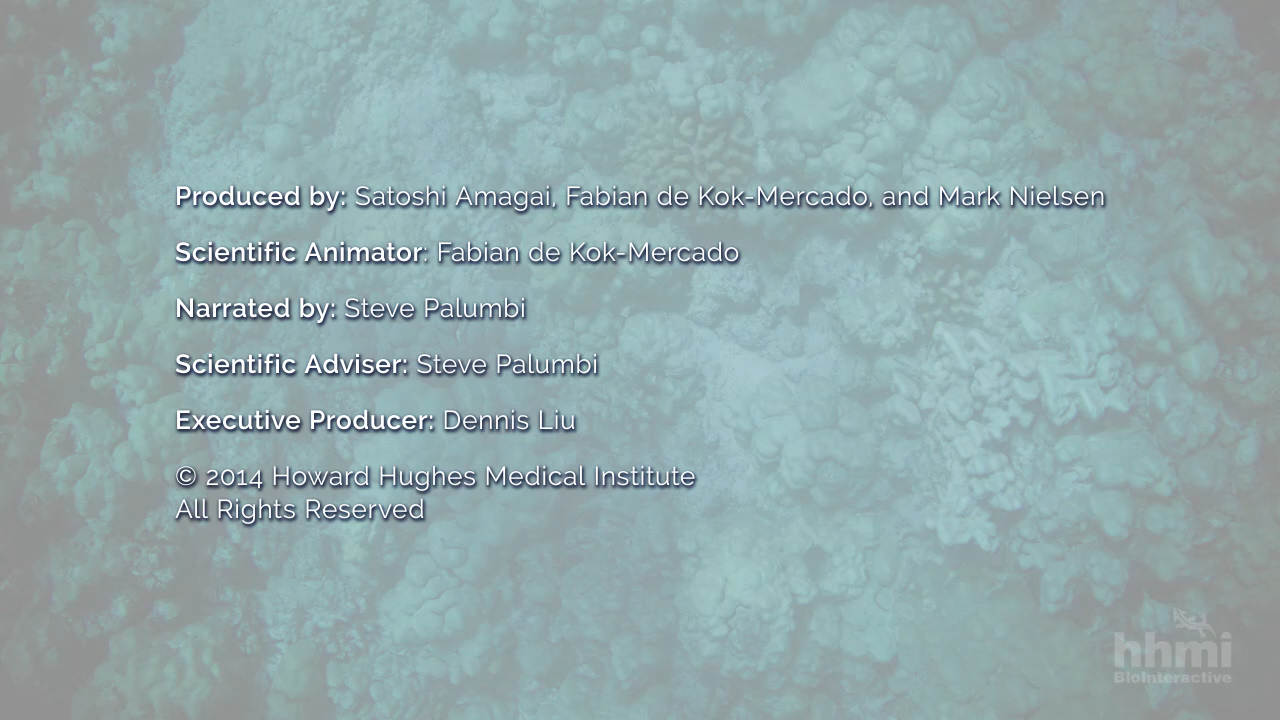 Produced by: Satoshi Amagai, Fabian de Kok-Mercado, and Mark Nielsen
Scientific Animator: Fabian de Kok-Mercado
Narrated by: Steve Palumbi
Scientific Adviser: Steve Palumbi
Executive Producer: Dennis Liu
© 2014 Howard Hughes Medical Institute
All Rights Reserved
hhmi
BioInteractive